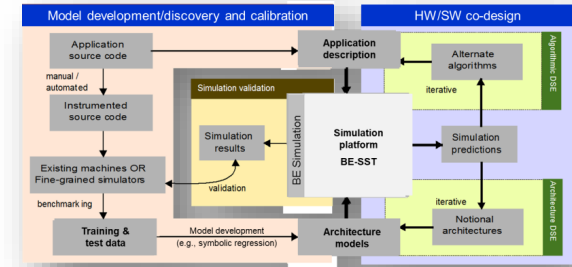 Model development/discovery and calibration
HW/SW co-design
Application
source code
Application
description
Alternate
algorithms
Algorithmic DSE
manual /
automated
iterative
Simulation validation
Instrumented
source code
Simulation
results
BE Simulation
Simulation
platform
BE-SST
Simulation
predictions
Existing machines OR
Fine-grained simulators
validation
benchmarking
iterative
Training &
test data
Model development
(e.g., symbolic regression)
Architecture
models
Notional
architectures
Architecture DSE